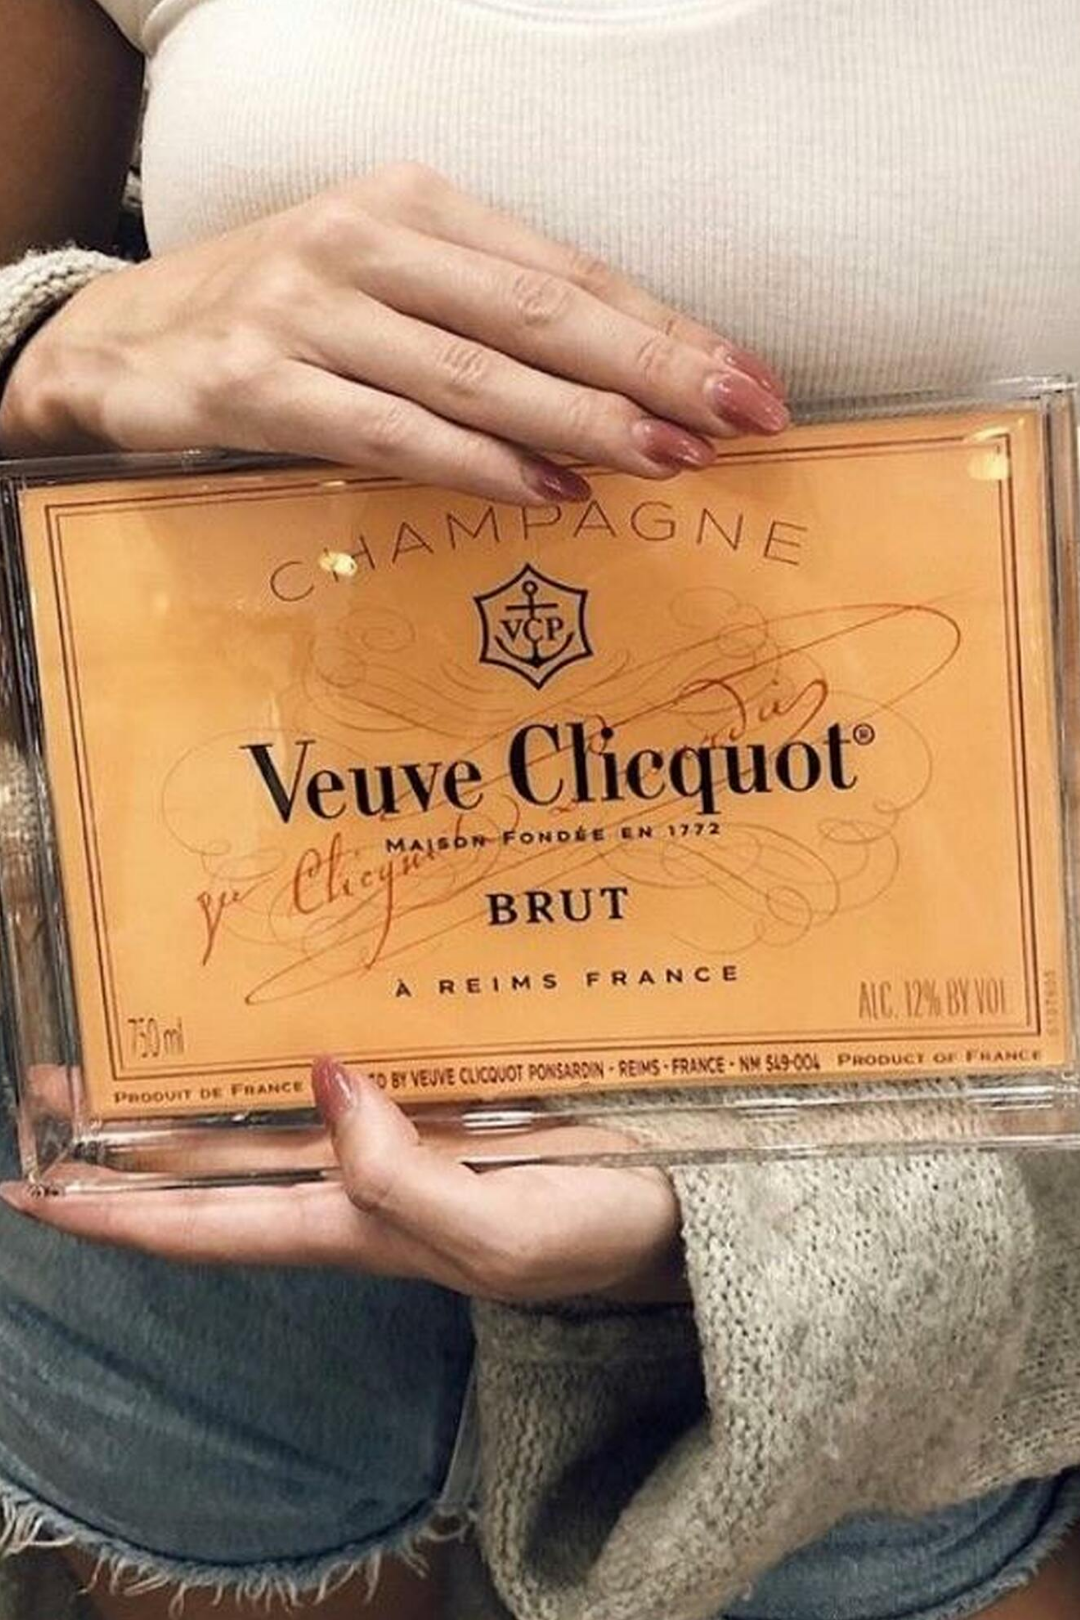 CHAMPAGNE
VCP
Veuve Clicquot®
MAISON FONDÉE EN 1772
Clicquot
BRUT
À REIMS FRANCE
ALC. 12% BY VOL
750 ml
PRODUIT DE FRANCE
BY VEUVE CLICQUOT PONSARDIN - REIMS - FRANCE - NM 549-004
PRODUCT OF FRANCE